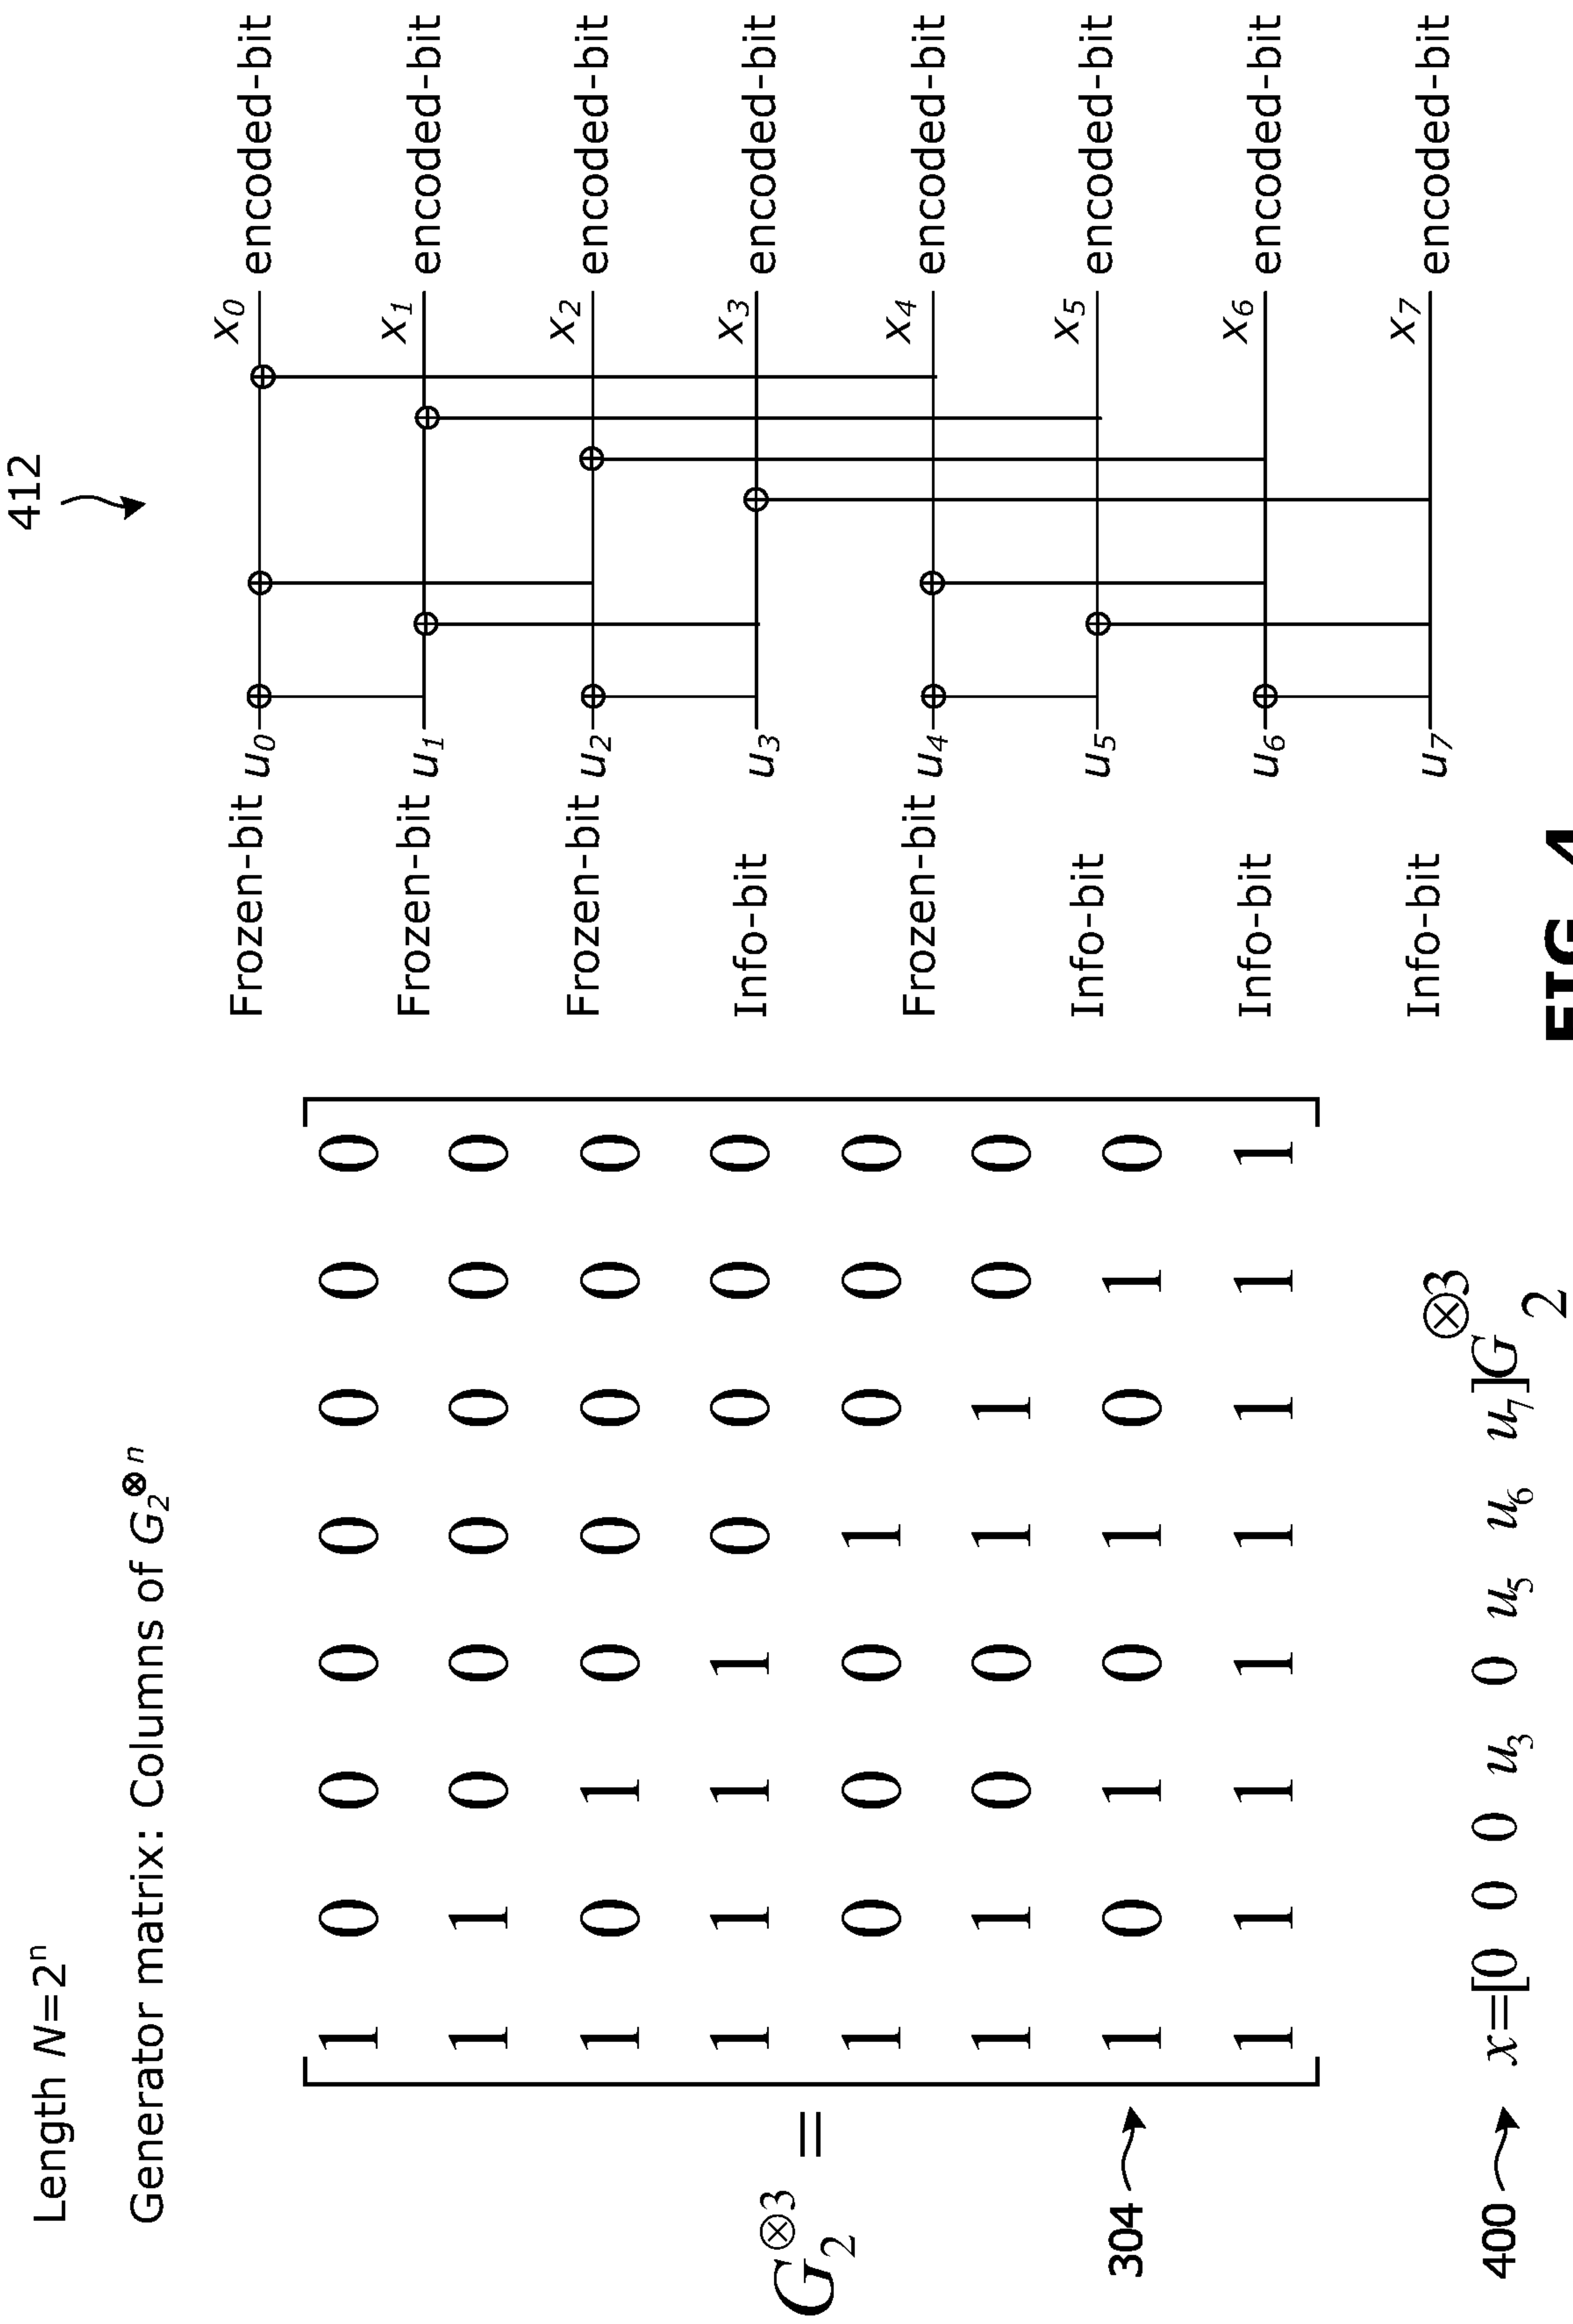 Length N=2ⁿ
Generator matrix: Columns of G₂⊗ⁿ
G₂⊗³ =
1 0 0 0 0 0 0 0
1 1 0 0 0 0 0 0
1 0 1 0 0 0 0 0
1 1 1 1 0 0 0 0
1 0 0 0 1 0 0 0
1 1 0 0 1 1 0 0
1 0 1 0 1 0 1 0
1 1 1 1 1 1 1 1
304
400 x=[0 0 0 u₃ 0 u₅ u₆ u₇]G₂⊗³
412
Frozen-bit u₀ x₀ encoded-bit
Frozen-bit u₁ x₁ encoded-bit
Frozen-bit u₂ x₂ encoded-bit
Info-bit u₃ x₃ encoded-bit
Frozen-bit u₄ x₄ encoded-bit
Info-bit u₅ x₅ encoded-bit
Info-bit u₆ x₆ encoded-bit
Info-bit u₇ x₇ encoded-bit
FIG. 4